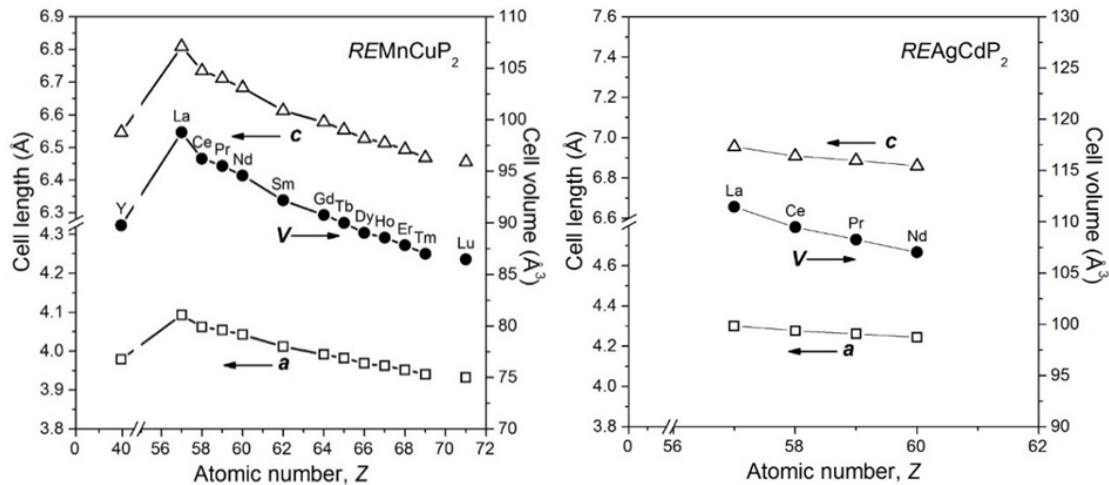 REMnCuP2
Cell length (Å)
6.9
6.8
6.7
6.6
6.5
6.4
6.3
4.3
4.2
4.1
4.0
3.9
3.8
110
105
100
95
90
85
80
75
70
Cell volume (Å3)
Y
La
Ce
Pr
Nd
Sm
Gd
Tb
Dy
Ho
Er
Tm
Lu
c
V
a
0 40 56 58 60 62 64 66 68 70 72
Atomic number, Z
REAgCdP2
Cell length (Å)
7.6
7.4
7.2
7.0
6.8
6.6
4.6
4.4
4.2
4.0
3.8
130
125
120
115
110
105
100
95
90
Cell volume (Å3)
La
Ce
Pr
Nd
c
V
a
0 56 58 60 62
Atomic number, Z